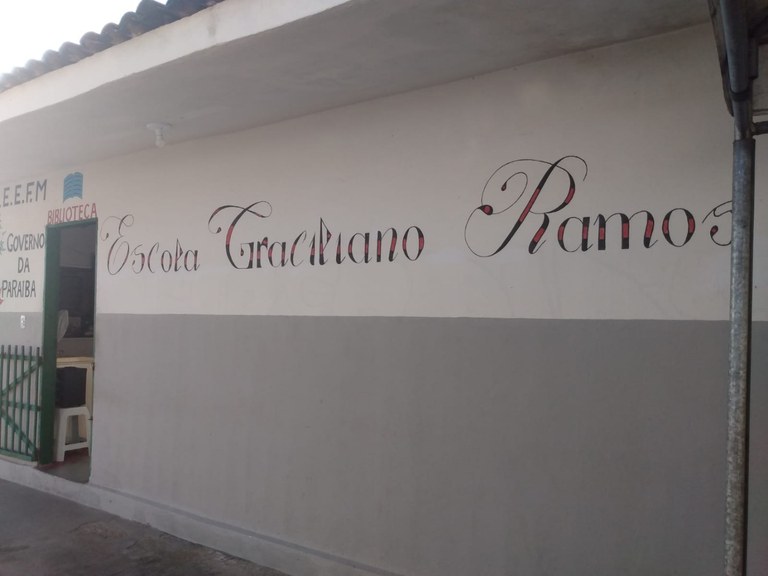 E.E.F.M
GOVERNO
DA
PARAIBA
BIBLIOTECA
Escola Graciliano Ramos